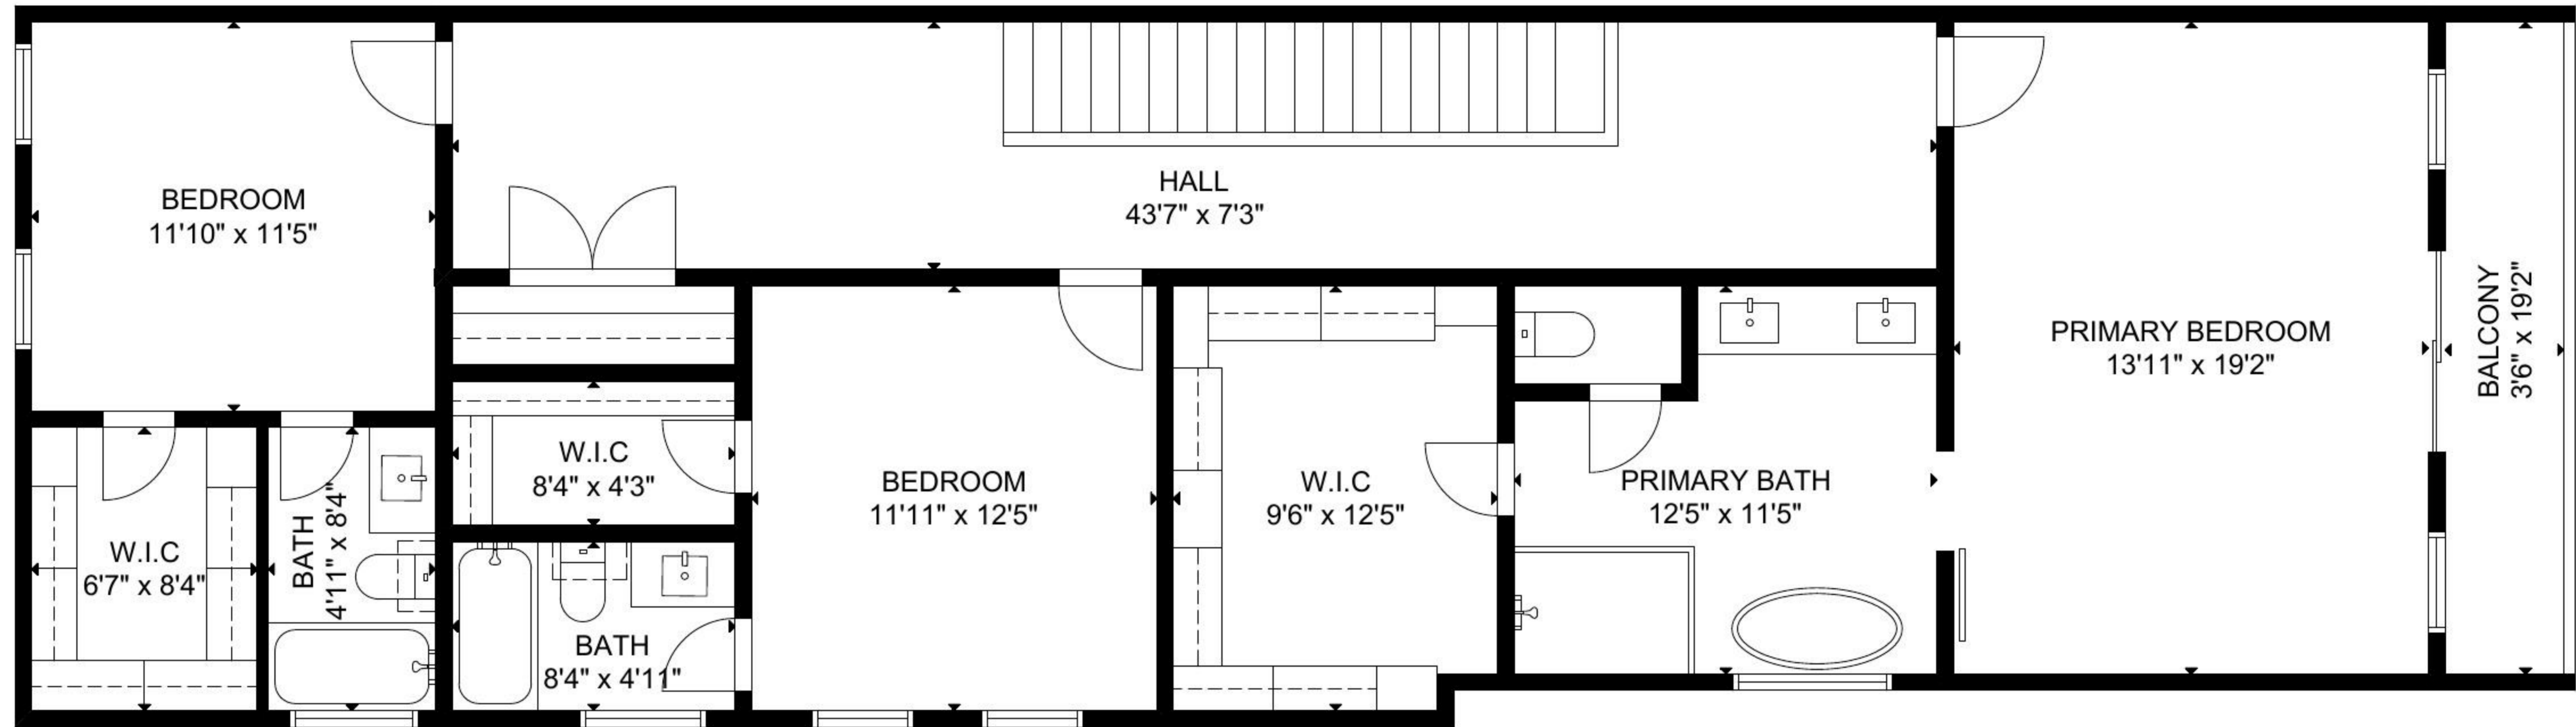 BEDROOM
11'10" x 11'5"
HALL
43'7" x 7'3"
PRIMARY BEDROOM
13'11" x 19'2"
BALCONY
3'6" x 19'2"
W.I.C
8'4" x 4'3"
BEDROOM
11'11" x 12'5"
W.I.C
9'6" x 12'5"
PRIMARY BATH
12'5" x 11'5"
W.I.C
6'7" x 8'4"
BATH
4'11" x 8'4"
BATH
8'4" x 4'11"